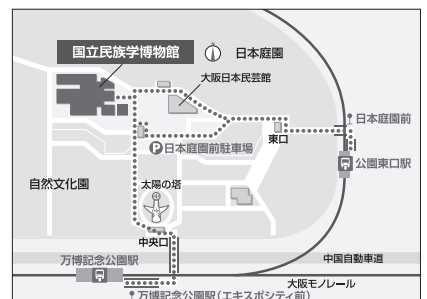 国立民族学博物館
日本庭園
大阪日本民芸館
日本庭園前
P日本庭園前駐車場
東口
公園東口駅
自然文化園
太陽の塔
中央口
万博記念公園駅
中国自動車道
大阪モノレール
万博記念公園駅(エキスポシティ前)